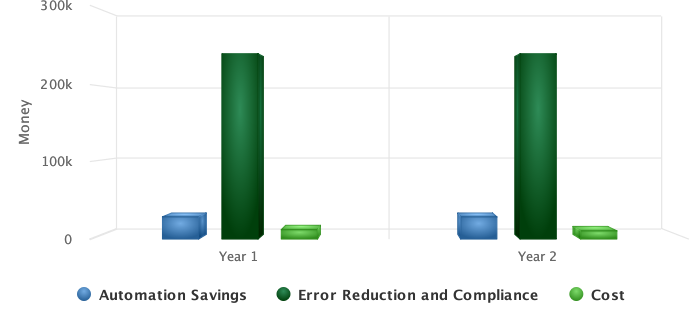 300k
200k
Money
100k
0
Year 1
Year 2
Automation Savings
Error Reduction and Compliance
Cost